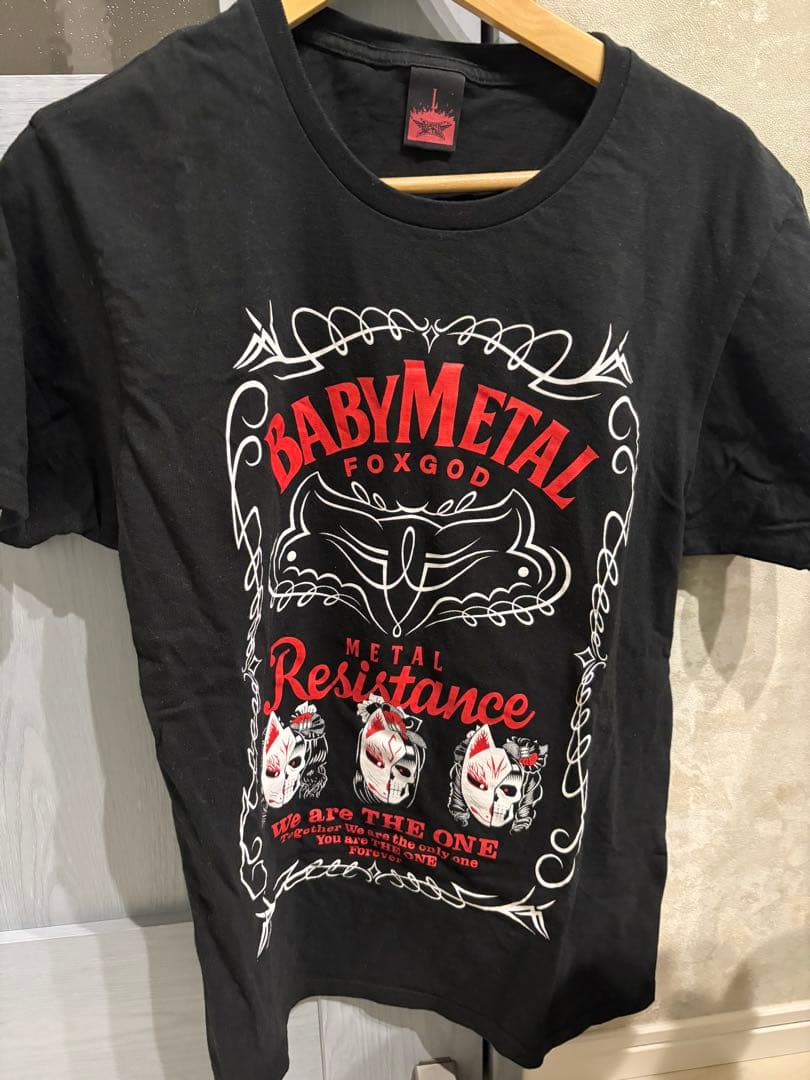 L
BABYMETAL
FOXGOD
METAL
Resistance
We are THE ONE
Together We are the only one
You are THE ONE
Forever